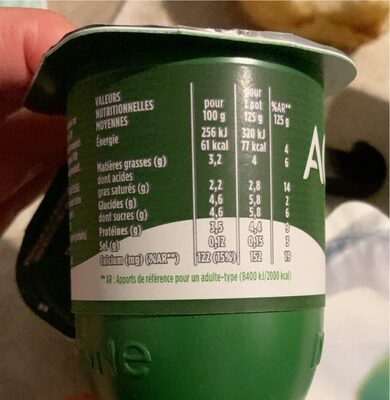 VALEURS
NUTRITIONNELLES
MOYENNES
pour 100 g
pour 1 pot 125 g
%AR** 125 g
Énergie 256 kJ 320 kJ
61 kcal 77 kcal 4
Matières grasses (g) 3,2 4 6
dont acides
gras saturés (g) 2,2 2,8 14
Glucides (g) 4,6 5,8 2
dont sucres (g) 4,6 5,8 6
Protéines (g) 3,5 4,4 9
Sel (g) 0,12 0,15 3
Calcium (mg) (%AR**) 122 (15%) 152 19
**AR : Apports de référence pour un adulte-type (8400 kJ/2000 kcal)
A